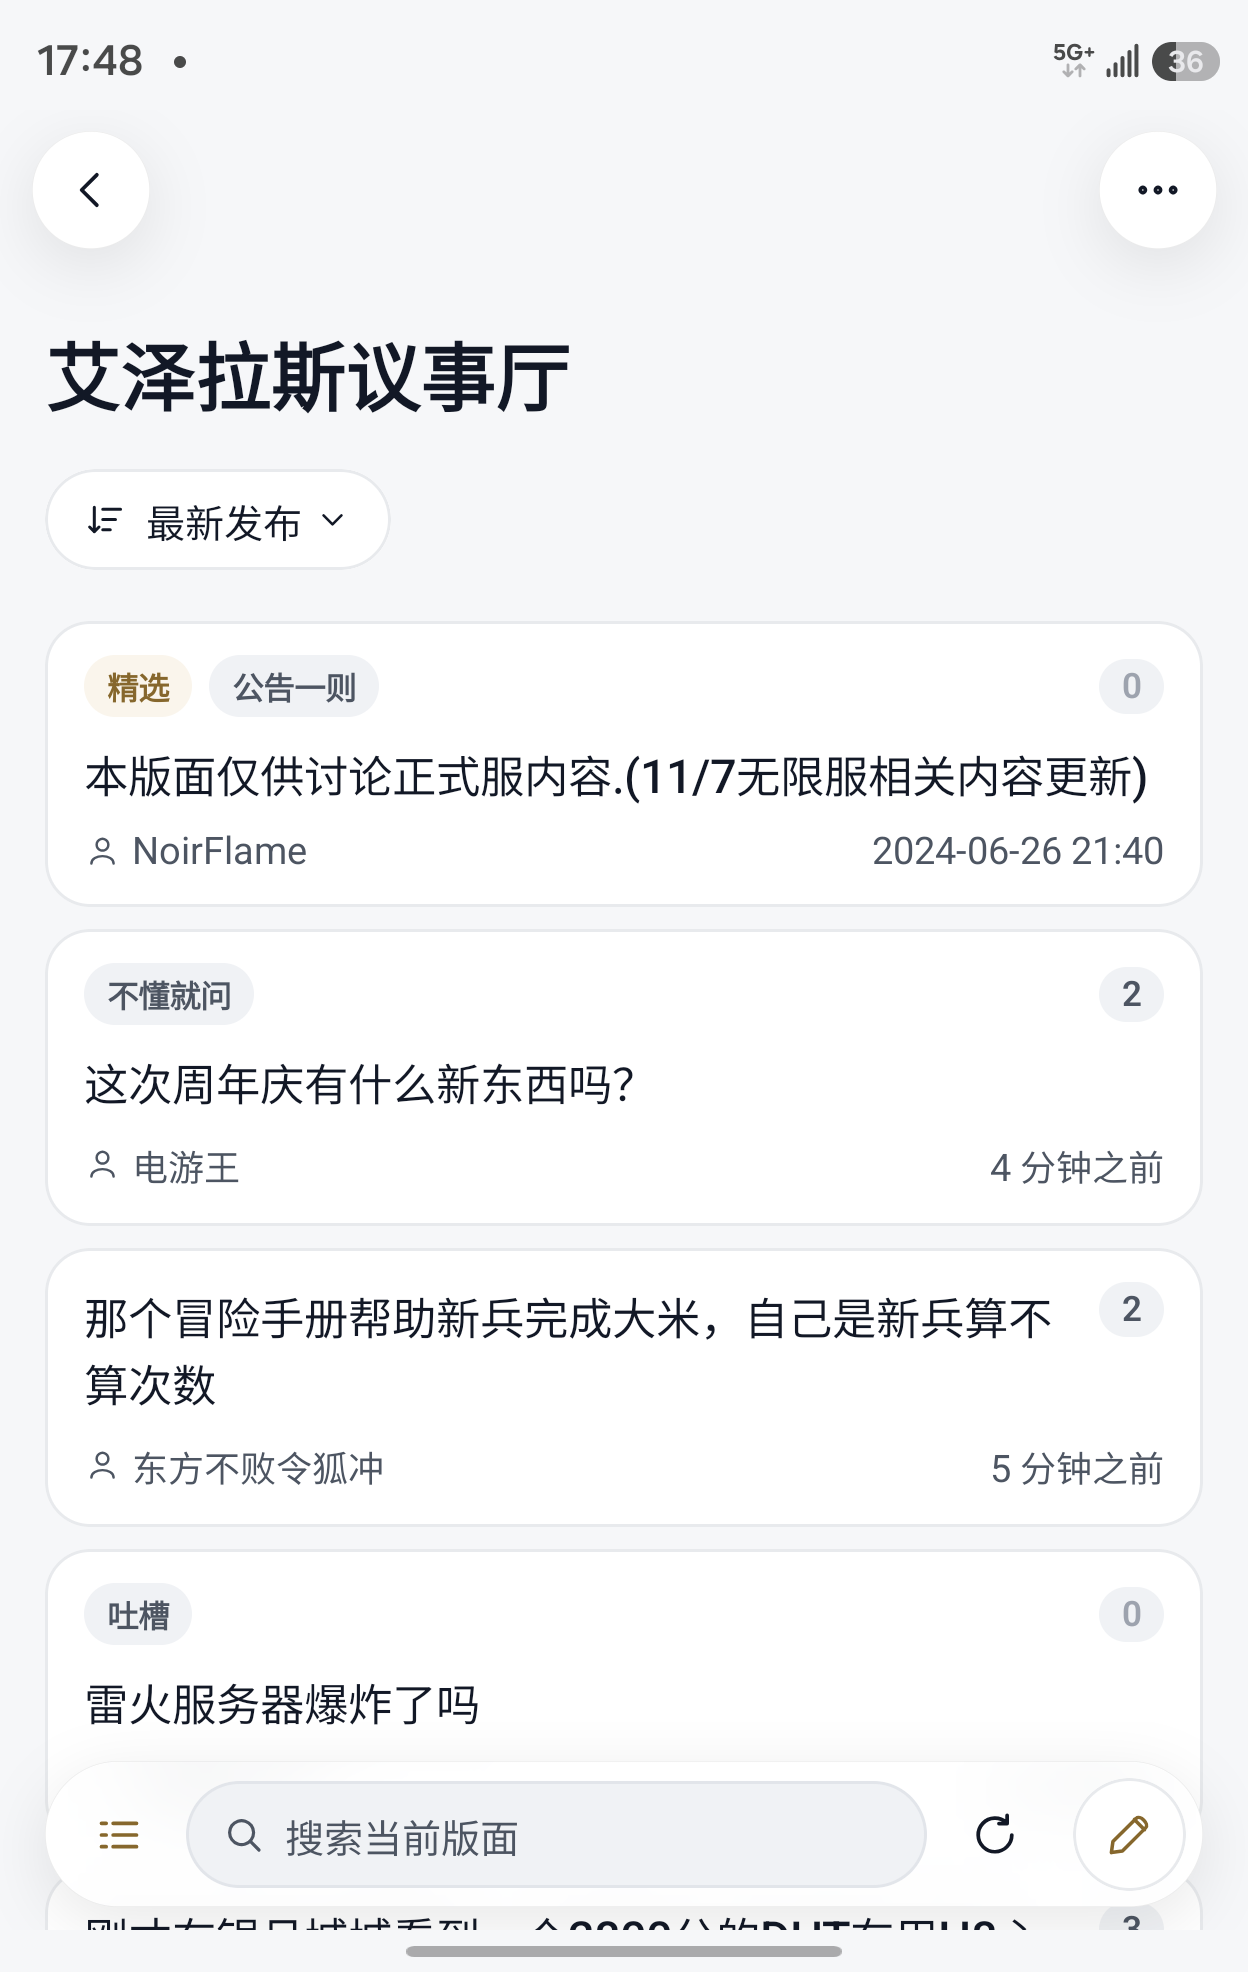 17:48
5G+
36
艾泽拉斯议事厅
最新发布
精选 公告一则 0
本版面仅供讨论正式服内容.(11/7无限服相关内容更新)
NoirFlame 2024-06-26 21:40
不懂就问 2
这次周年庆有什么新东西吗?
电游王 4 分钟之前
那个冒险手册帮助新兵完成大米，自己是新兵算不 2
算次数
东方不败令狐冲 5 分钟之前
吐槽 0
雷火服务器爆炸了吗
搜索当前版面
3